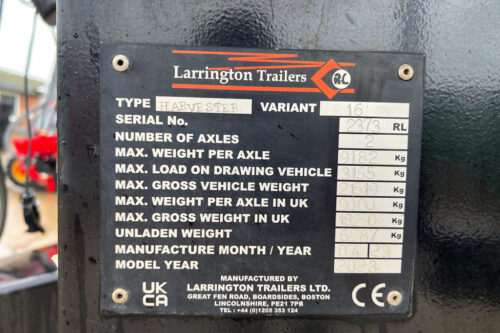 Larrington Trailers RLC
TYPE HARVESTER VARIANT 16
SERIAL No. 2373 RL
NUMBER OF AXLES 2
MAX. WEIGHT PER AXLE 9182 Kg
MAX. LOAD ON DRAWING VEHICLE 3155 Kg
MAX. GROSS VEHICLE WEIGHT 21519 Kg
MAX. WEIGHT PER AXLE IN UK Kg
MAX. GROSS WEIGHT IN UK Kg
UNLADEN WEIGHT Kg
MANUFACTURE MONTH / YEAR 04 23
MODEL YEAR 2023
UK
CA
MANUFACTURED BY
LARRINGTON TRAILERS LTD.
GREAT FEN ROAD, BOARDSIDES, BOSTON
LINCOLNSHIRE, PE21 7PB
TEL : +44 (0)1205 353 124
CE